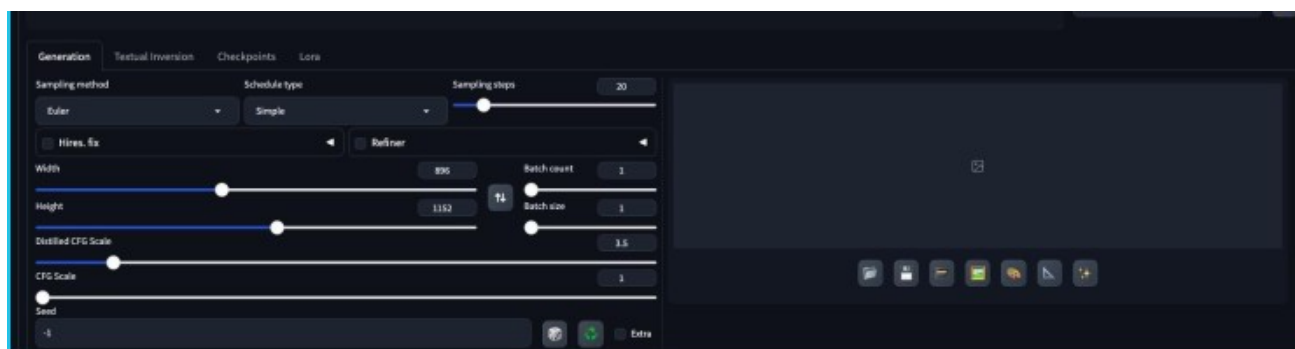 Generation Textual Inversion Checkpoints Lora
Sampling method Schedule type Sampling steps 20
Euler Simple
Hires. fix Refiner
Width 896 Batch count 1
Height 1152 Batch size 1
Distilled CFG Scale 3.5
CFG Scale 1
Seed
-1 Extra